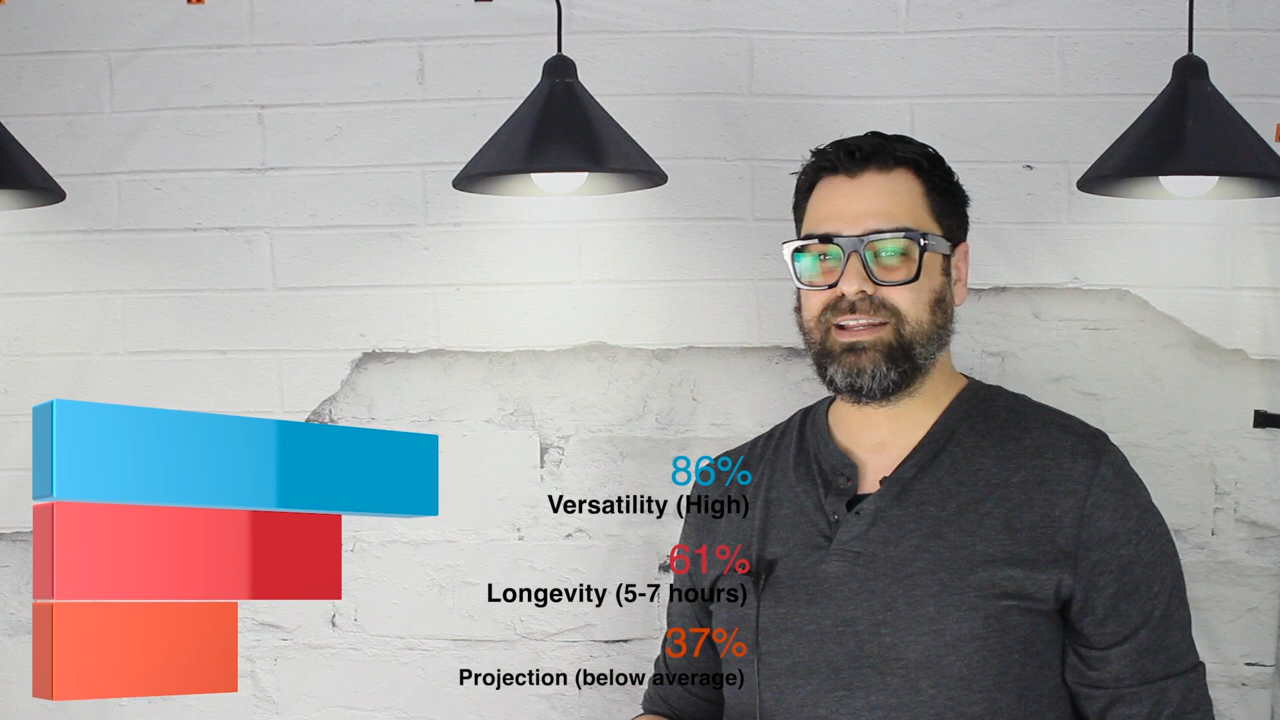 86%
Versatility (High)
61%
Longevity (5-7 hours)
37%
Projection (below average)